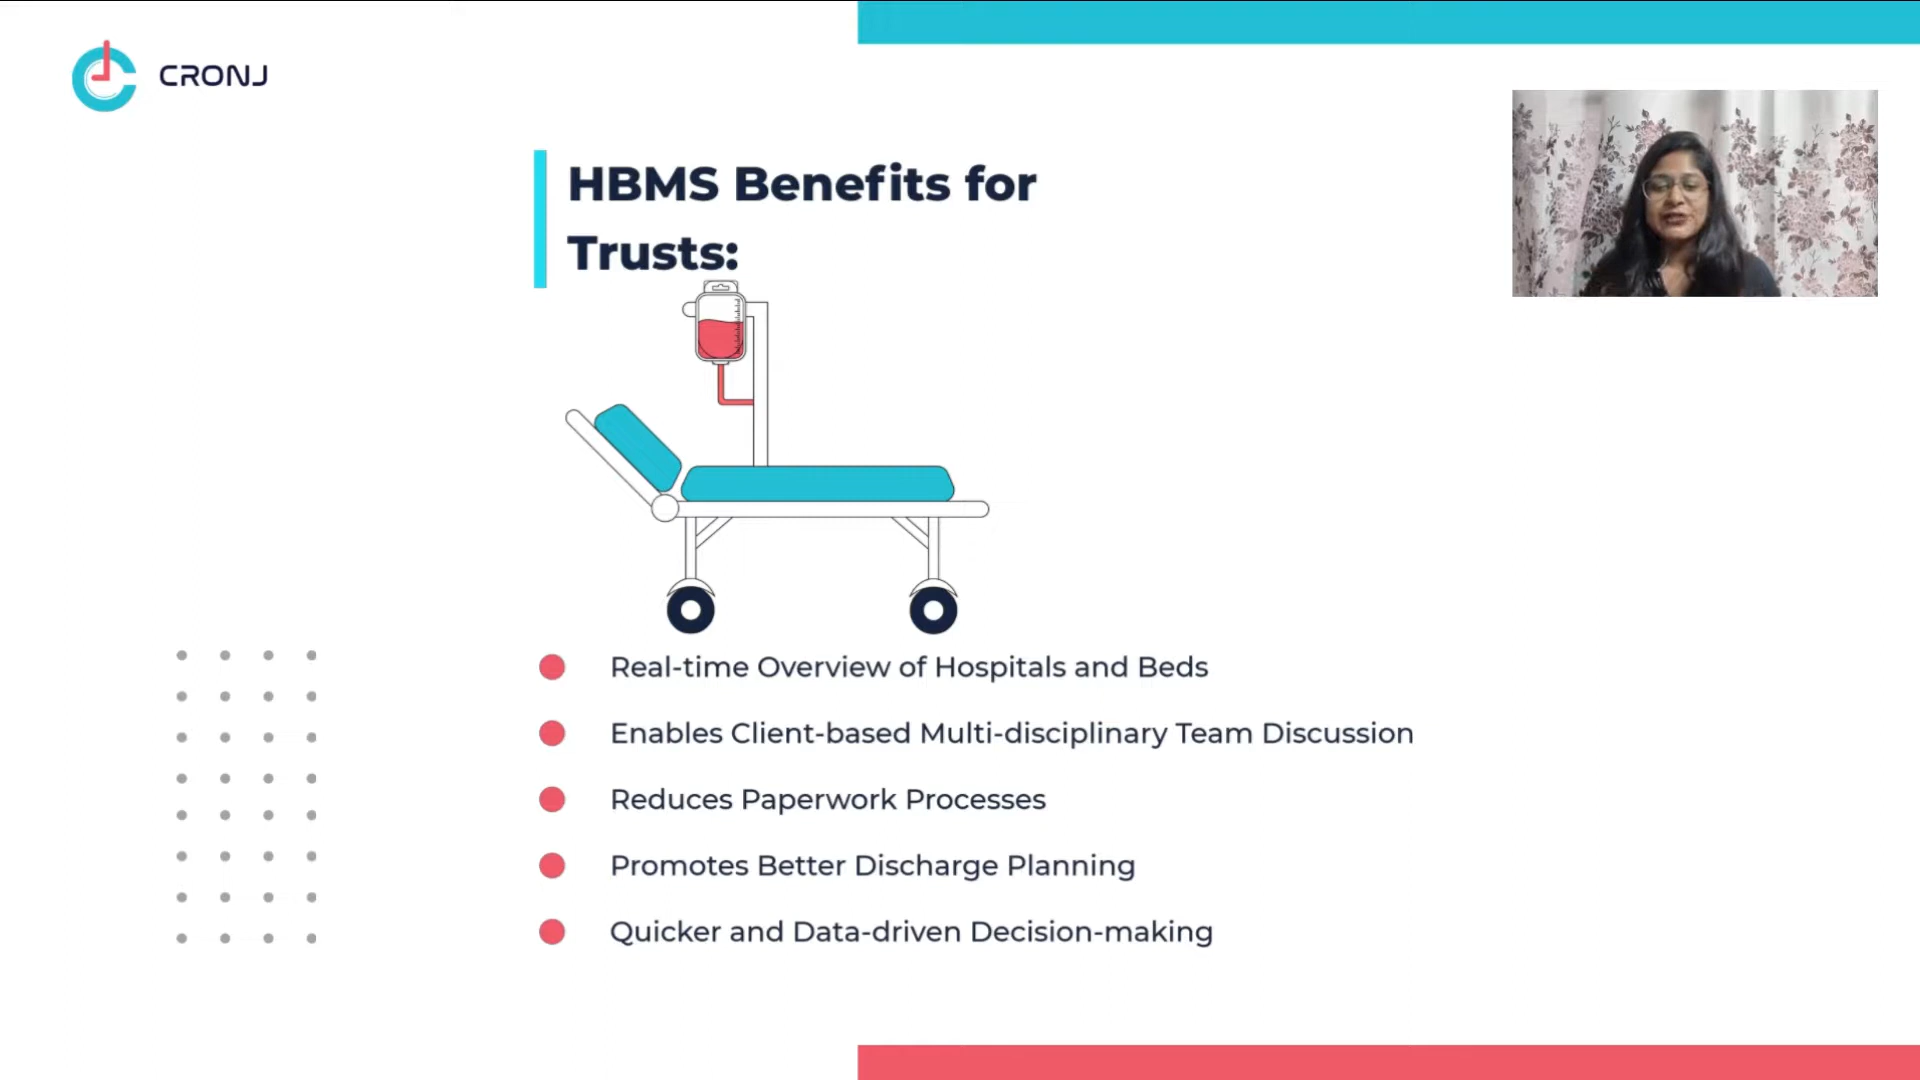 CRONJ
HBMS Benefits for
Trusts:
Real-time Overview of Hospitals and Beds
Enables Client-based Multi-disciplinary Team Discussion
Reduces Paperwork Processes
Promotes Better Discharge Planning
Quicker and Data-driven Decision-making